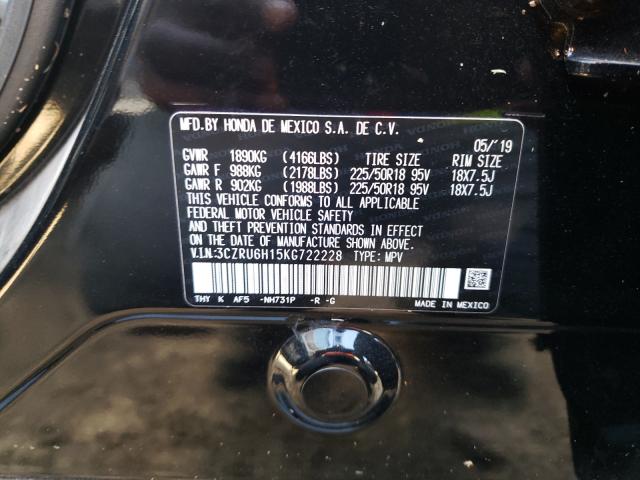 MFD.BY HONDA DE MEXICO S.A. DE C.V.
05/'19
GVWR 1890KG (4166LBS) TIRE SIZE RIM SIZE
GAWR F 988KG (2178LBS) 225/50R18 95V 18X7.5J
GAWR R 902KG (1988LBS) 225/50R18 95V 18X7.5J
THIS VEHICLE CONFORMS TO ALL APPLICABLE
FEDERAL MOTOR VEHICLE SAFETY
AND THEFT PREVENTION STANDARDS IN EFFECT
ON THE DATE OF MANUFACTURE SHOWN ABOVE.
V.I.N:3CZRU6H15KG722228 TYPE: MPV
THY K AF5 -NH731P -R -G
MADE IN MEXICO